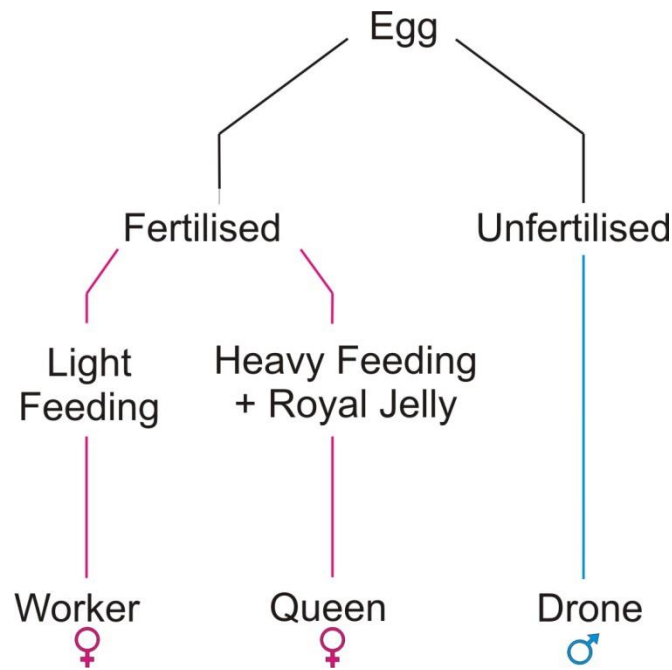 Egg
Fertilised
Unfertilised
Light
Feeding
Heavy Feeding
+ Royal Jelly
Worker
Queen
Drone
♀
♀
♂